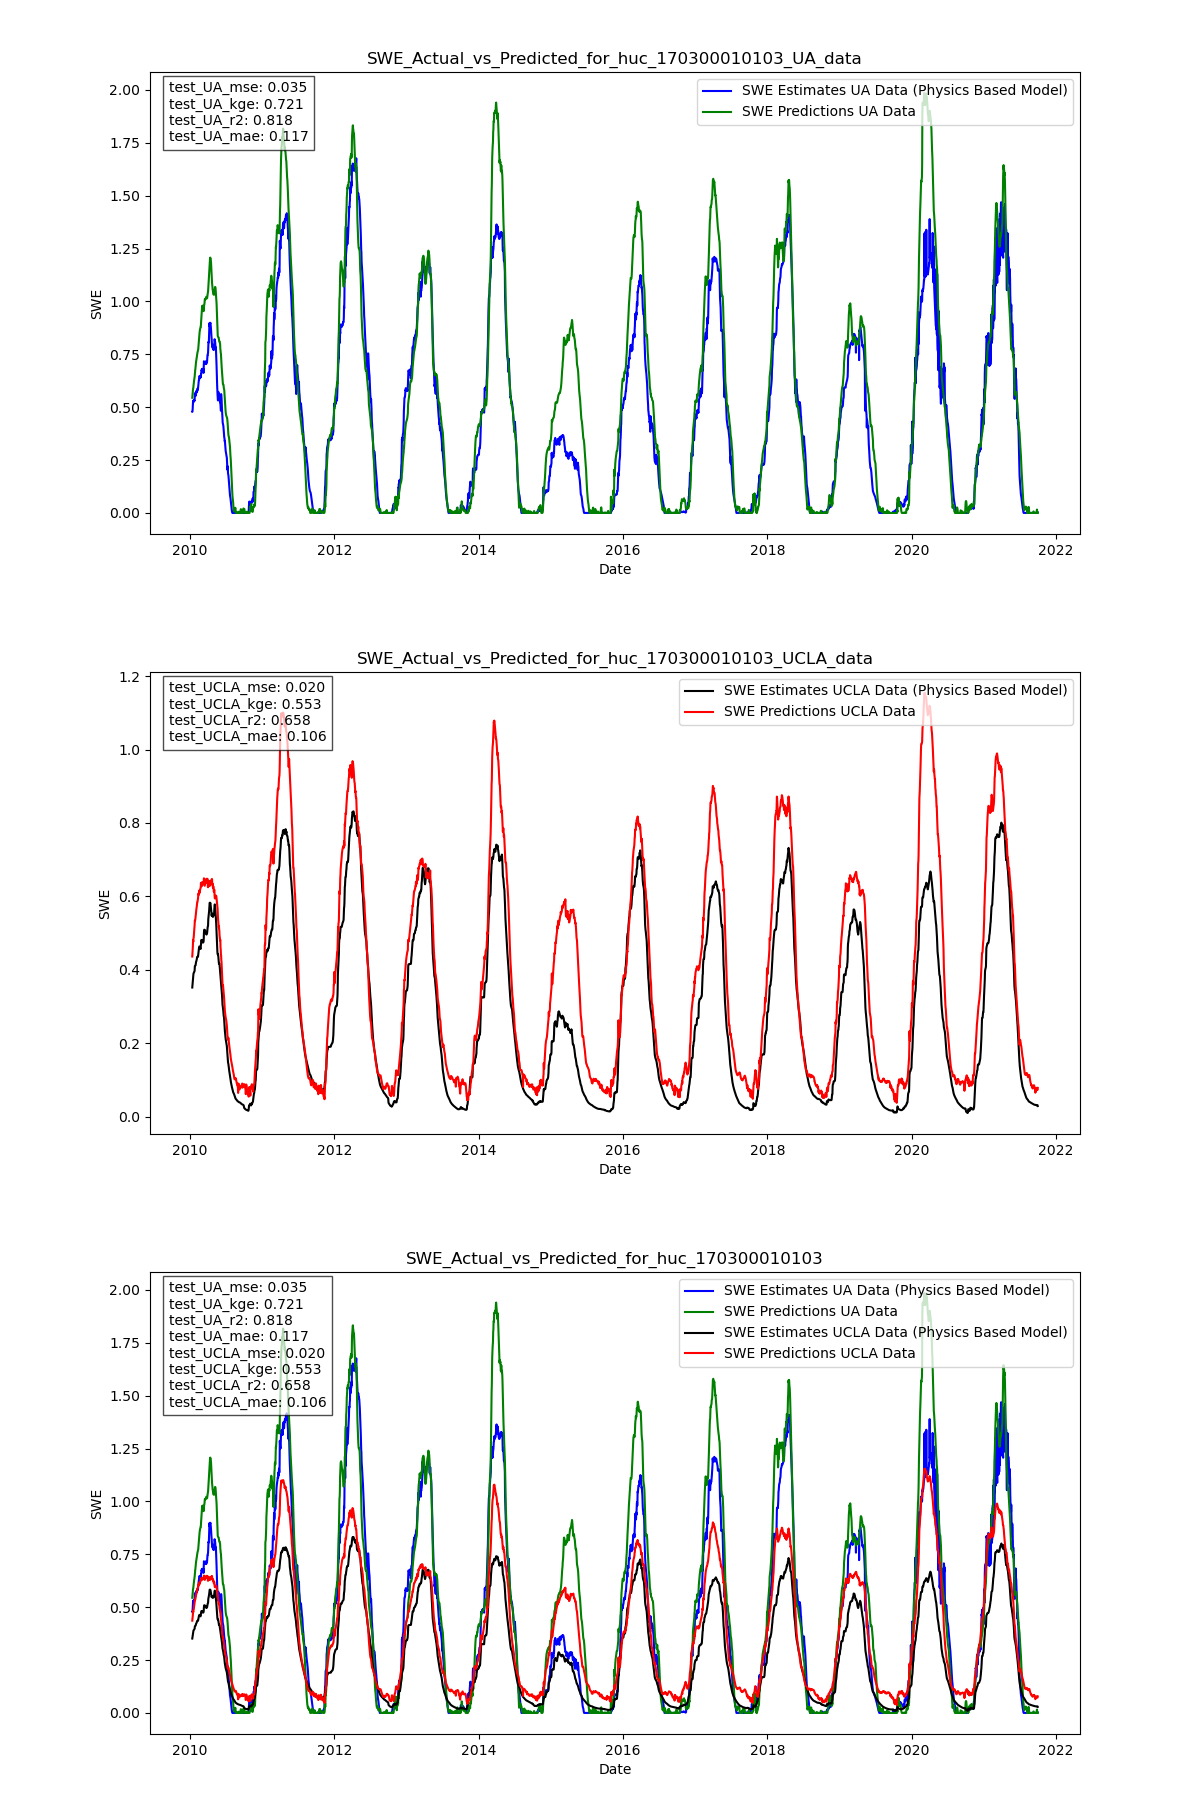 SWE_Actual_vs_Predicted_for_huc_170300010103_UA_data
test_UA_mse: 0.035
test_UA_kge: 0.721
test_UA_r2: 0.818
test_UA_mae: 0.117
SWE Estimates UA Data (Physics Based Model)
SWE Predictions UA Data
2.00
1.75
1.50
1.25
1.00
0.75
0.50
0.25
0.00
SWE
2010 2012 2014 2016 2018 2020 2022
Date
SWE_Actual_vs_Predicted_for_huc_170300010103_UCLA_data
test_UCLA_mse: 0.020
test_UCLA_kge: 0.553
test_UCLA_r2: 0.658
test_UCLA_mae: 0.106
SWE Estimates UCLA Data (Physics Based Model)
SWE Predictions UCLA Data
1.2
1.0
0.8
0.6
0.4
0.2
0.0
SWE
2010 2012 2014 2016 2018 2020 2022
Date
SWE_Actual_vs_Predicted_for_huc_170300010103
test_UA_mse: 0.035
test_UA_kge: 0.721
test_UA_r2: 0.818
test_UA_mae: 0.117
test_UCLA_mse: 0.020
test_UCLA_kge: 0.553
test_UCLA_r2: 0.658
test_UCLA_mae: 0.106
SWE Estimates UA Data (Physics Based Model)
SWE Predictions UA Data
SWE Estimates UCLA Data (Physics Based Model)
SWE Predictions UCLA Data
2.00
1.75
1.50
1.25
1.00
0.75
0.50
0.25
0.00
SWE
2010 2012 2014 2016 2018 2020 2022
Date